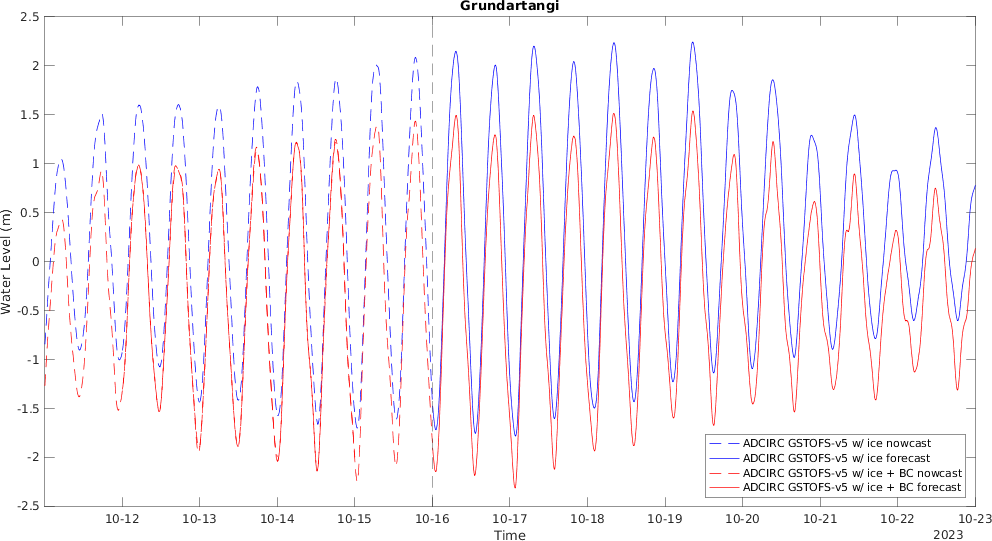 Grundartangi
2.5
2
1.5
1
0.5
0
-0.5
-1
-1.5
-2
-2.5
Water Level (m)
ADCIRC GSTOFS-v5 w/ ice nowcast
ADCIRC GSTOFS-v5 w/ ice forecast
ADCIRC GSTOFS-v5 w/ ice + BC nowcast
ADCIRC GSTOFS-v5 w/ ice + BC forecast
10-12 10-13 10-14 10-15 10-16 10-17 10-18 10-19 10-20 10-21 10-22 10-23
Time
2023